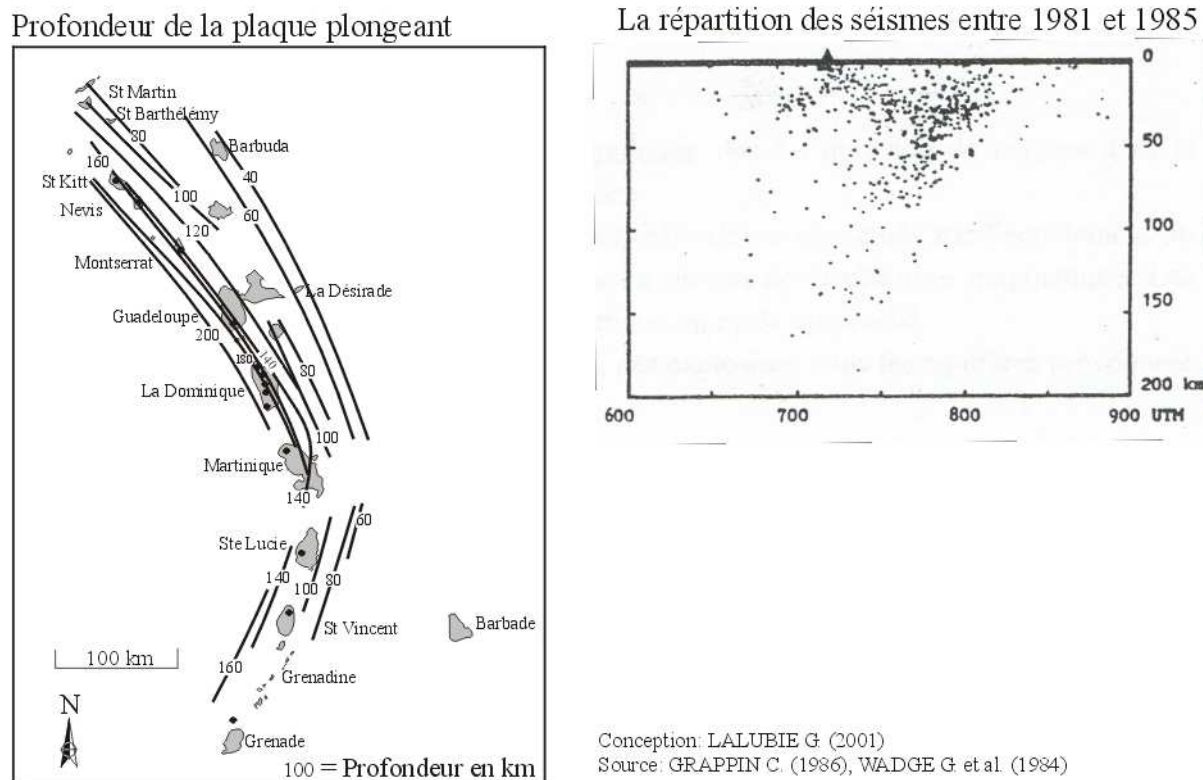 Profondeur de la plaque plongeant
St Martin
St Barthélémy
80
160
Barbuda
St Kitt
40
100
60
Nevis
120
Montserrat
La Désirade
Guadeloupe
200
180
140
80
La Dominique
100
Martinique
140
60
Ste Lucie
140
100
80
St Vincent
Barbade
100 km
160
Grenadine
N
Grenade
100 = Profondeur en km
La répartition des séismes entre 1981 et 1985
0
50
100
150
200 km
600
700
800
900 UTM
Conception: LALUBIE G. (2001)
Source: GRAPPIN C. (1986), WADGE G. et al. (1984)